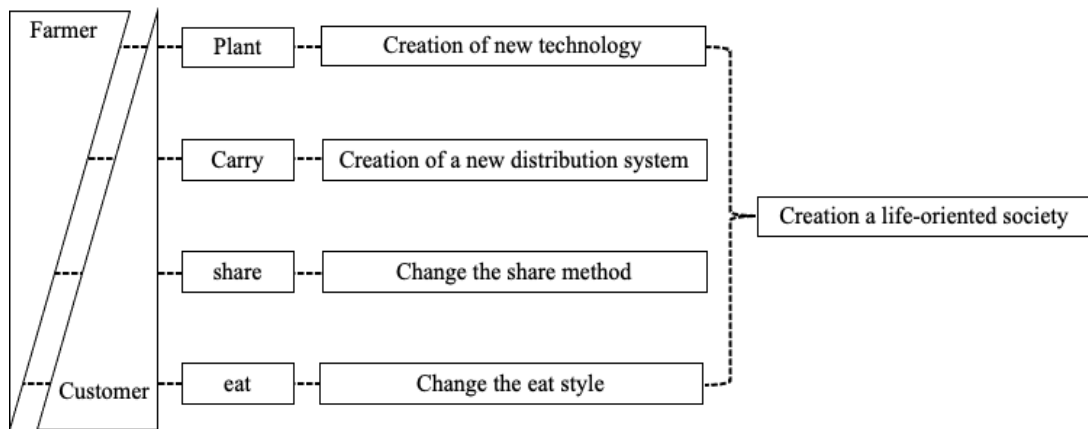 Farmer
Plant
Creation of new technology
Carry
Creation of a new distribution system
Creation a life-oriented society
share
Change the share method
Customer
eat
Change the eat style